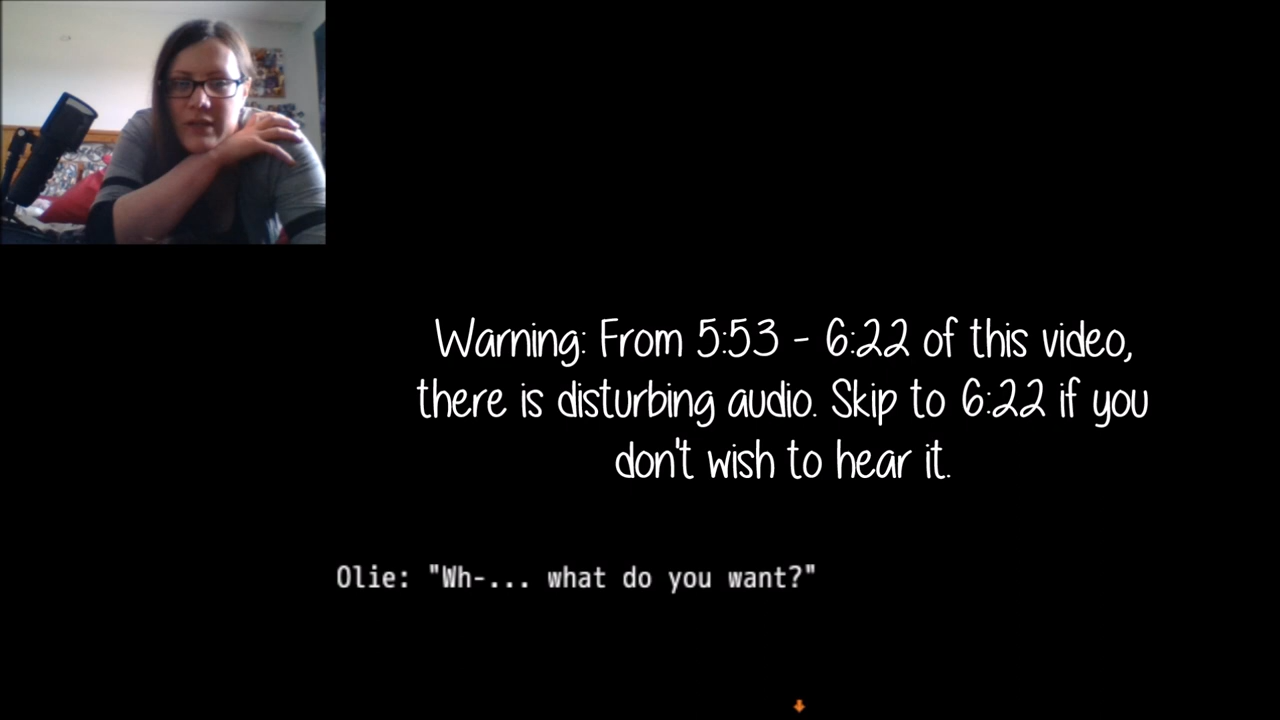 Warning: From 5:53 - 6:22 of this video,
there is disturbing audio. Skip to 6:22 if you
don't wish to hear it.
Olie: "Wh-... what do you want?"